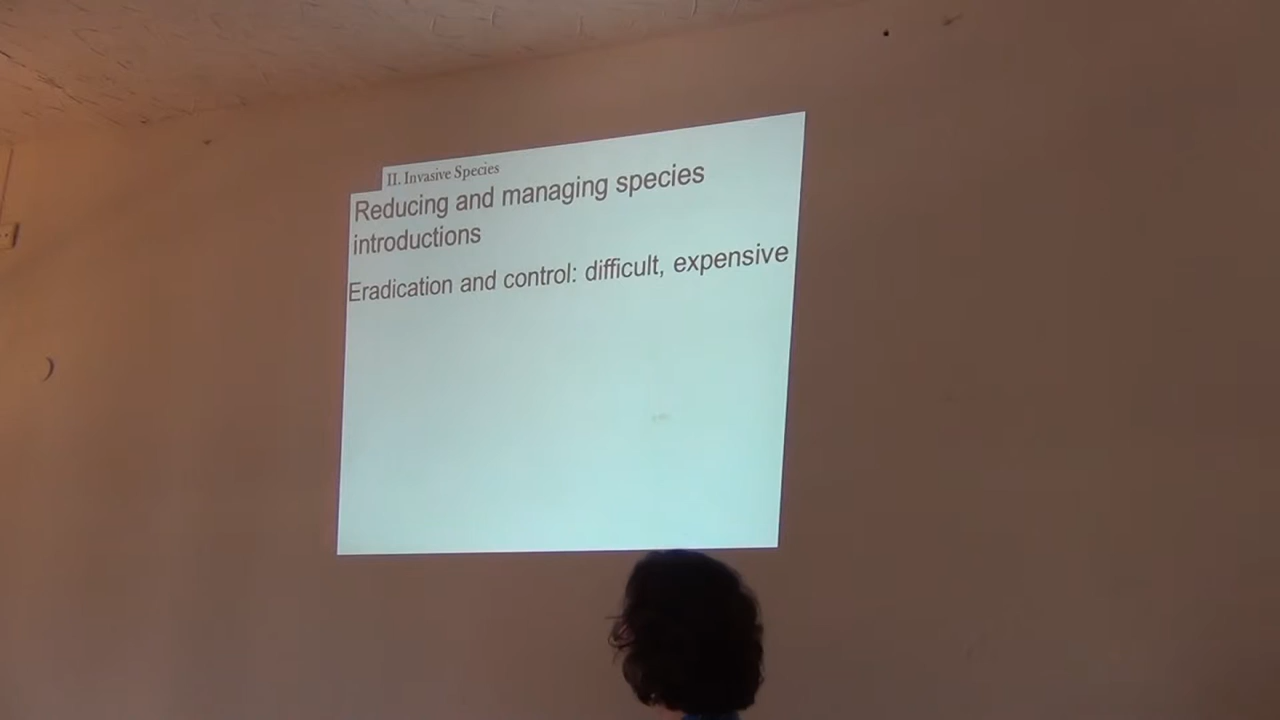 II. Invasive Species
Reducing and managing species
introductions
Eradication and control: difficult, expensive